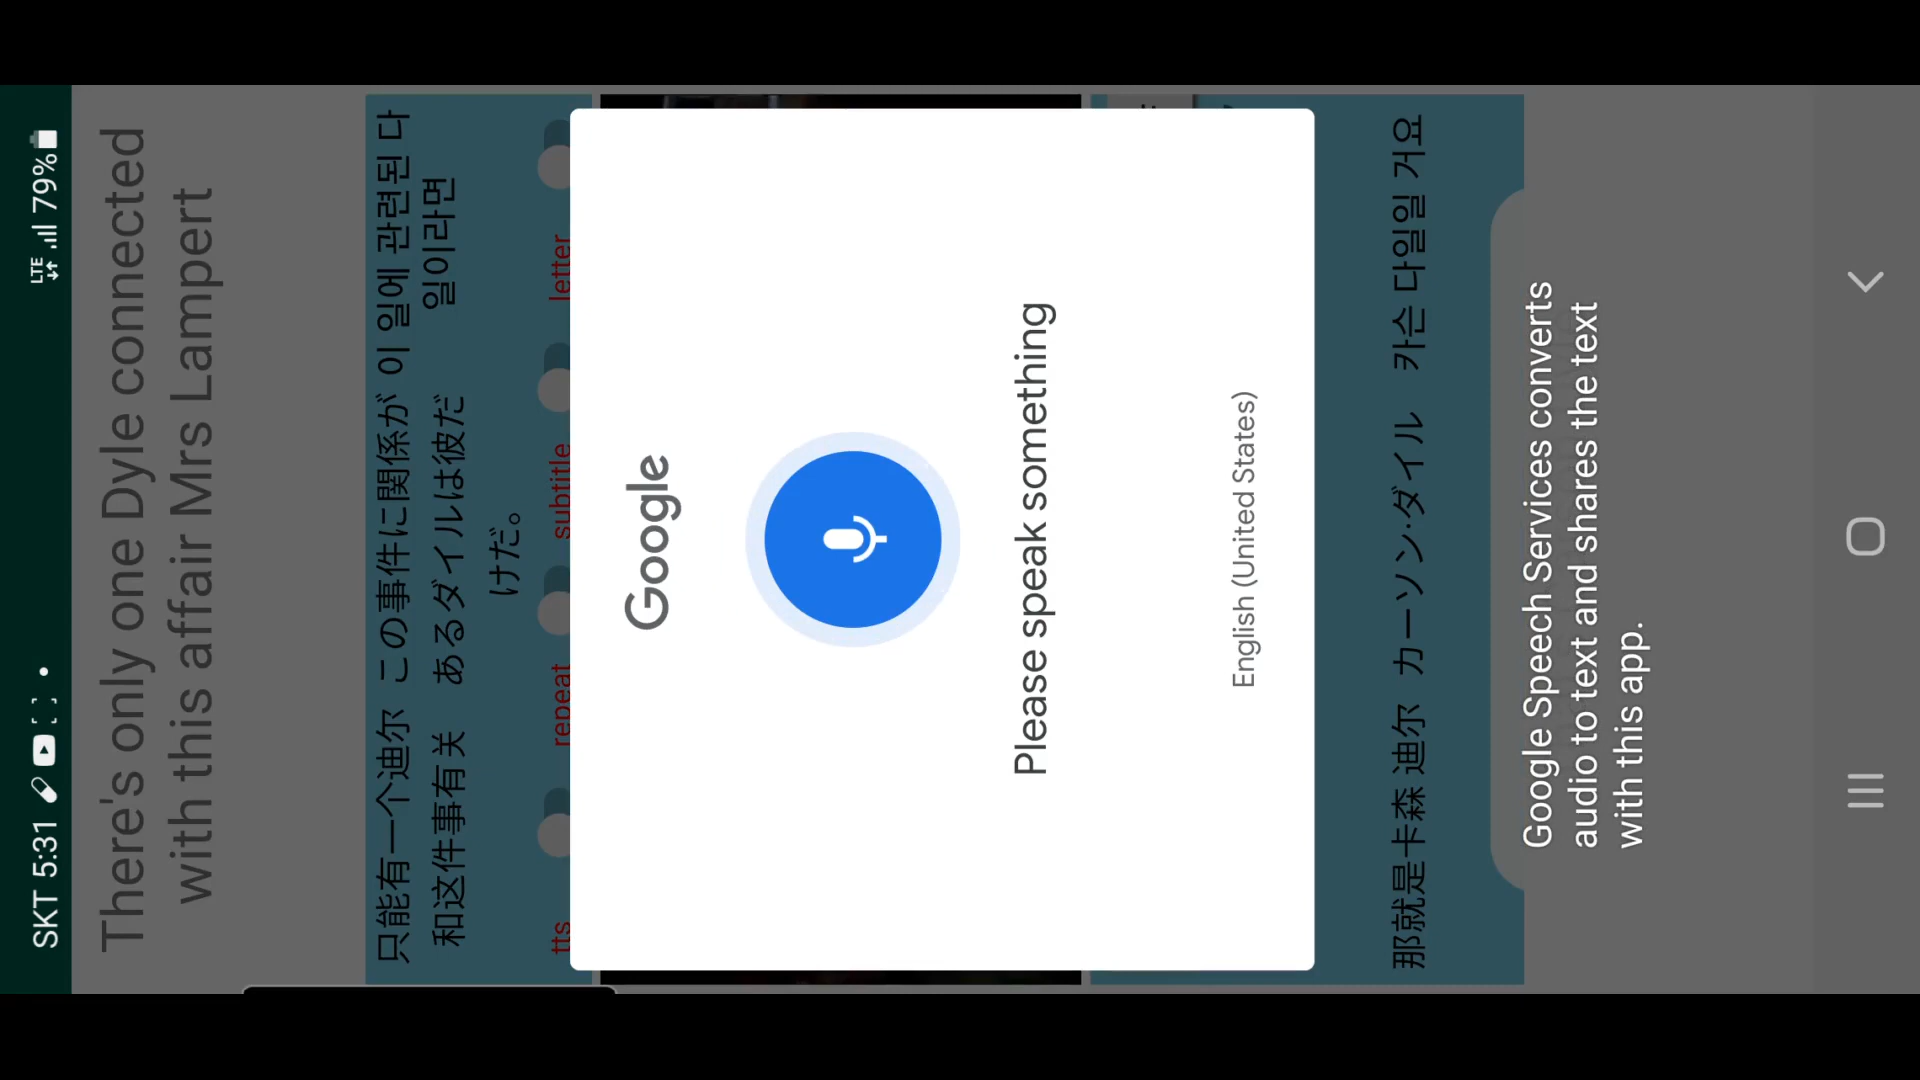 SKT 5:31
LTE 79%
There's only one Dyle connected
with this affair Mrs Lampert
只能有一个迪尔
和这件事有关
この事件に関係が
あるダイルは彼だ
けだ。
이 일에 관련된 다
일이라면
tts
repeat
subtitle
letter
Google
Please speak something
English (United States)
那就是卡森 迪尔
カーソン·ダイル
카슨 다일일 거요
Google Speech Services converts
audio to text and shares the text
with this app.